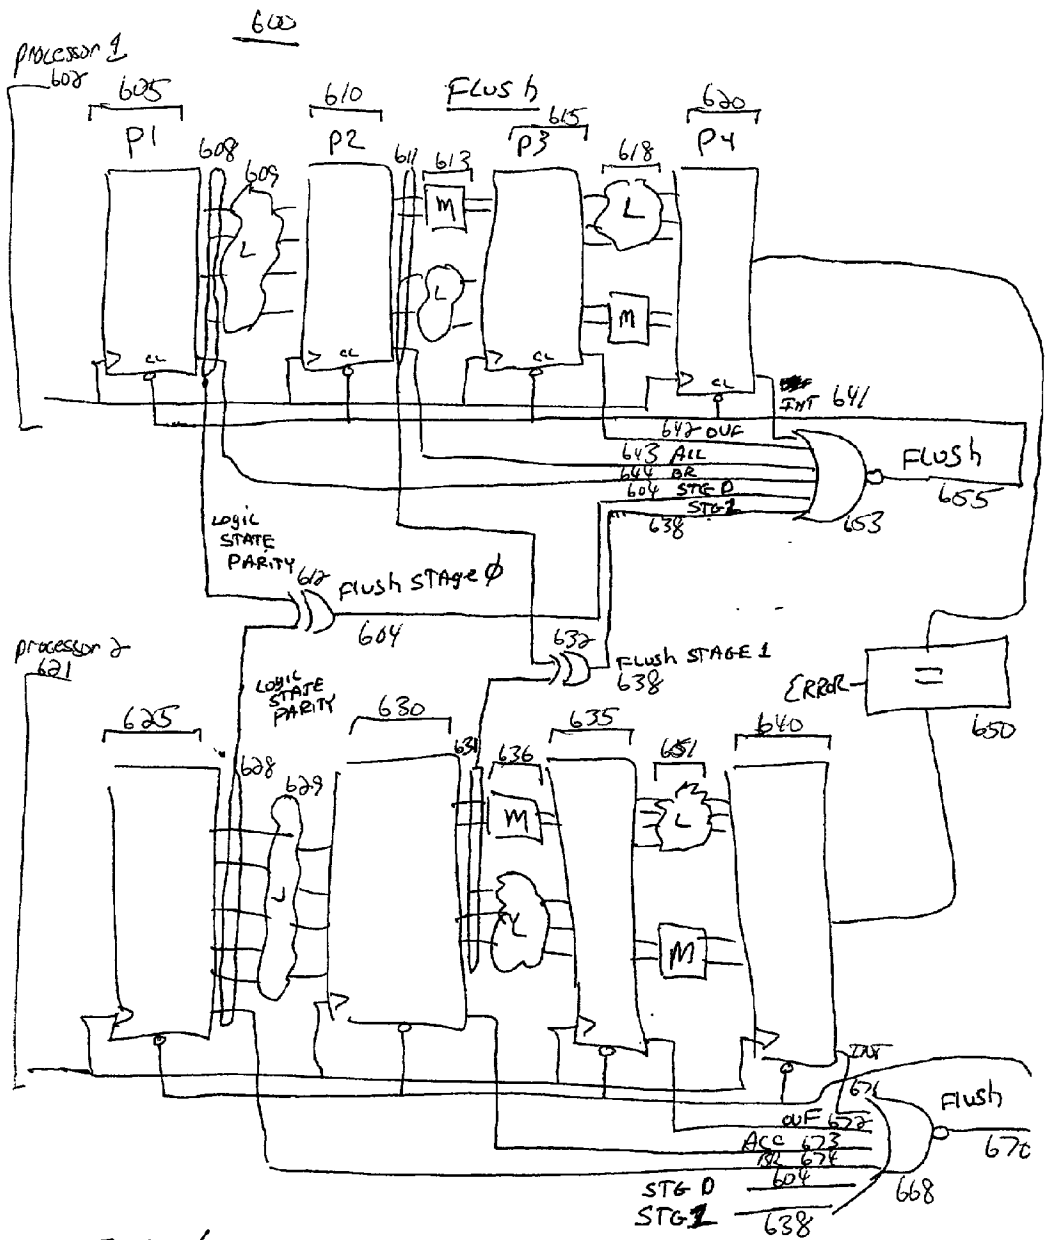 600
Processor 1
602
605
610
Flush
615
620
P1
P2
P3
P4
608
609
611
613
618
L
M
L
L
M
CL
CL
CL
CL
INT 641
642 OVF
643 ALL
644 BR
604 STG 0
STG 1
638
Flush
655
653
Logic
STATE
PARITY
612
Flush STAGE Ø
604
632
Flush STAGE 1
638
Processor 2
621
Logic
STATE
PARITY
ERROR
=
650
625
630
635
640
628
629
631
636
651
L
M
L
L
M
INT
671
OVF 672
ACC 673
BR 674
604
STG 0
STG 1
638
Flush
670
668